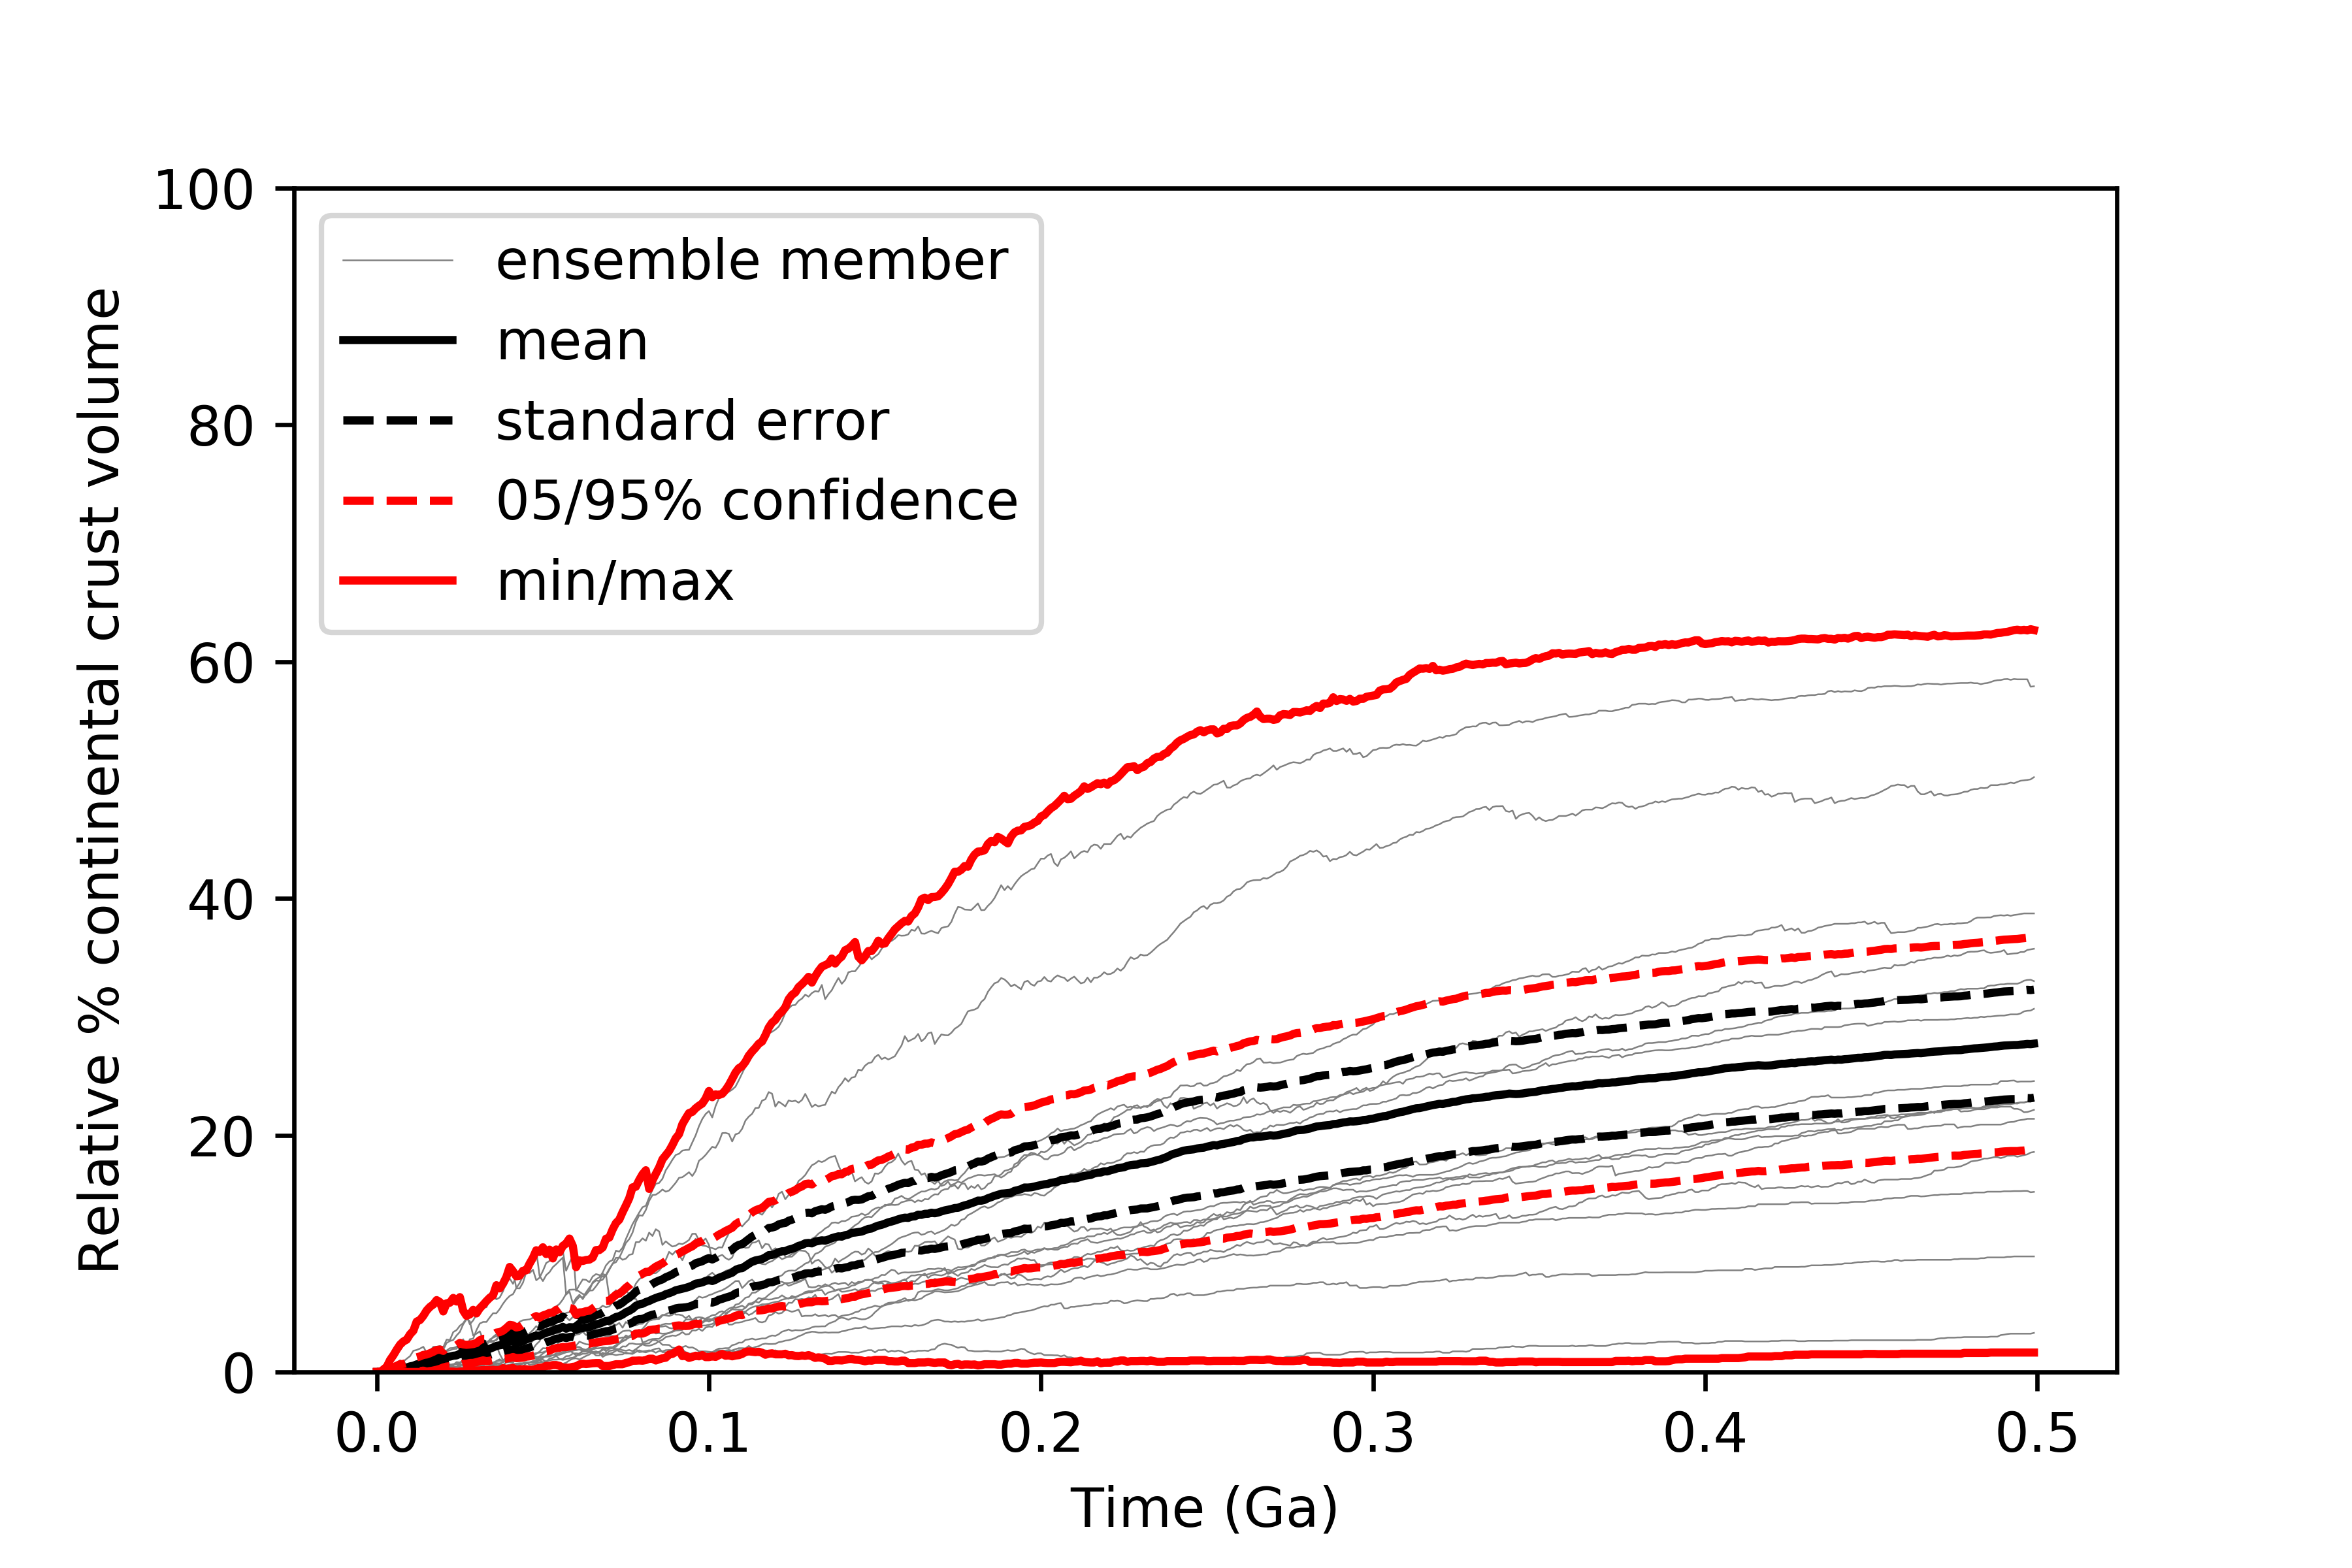 100
80
60
40
20
0
Relative % continental crust volume
ensemble member
mean
standard error
05/95% confidence
min/max
0.0 0.1 0.2 0.3 0.4 0.5
Time (Ga)